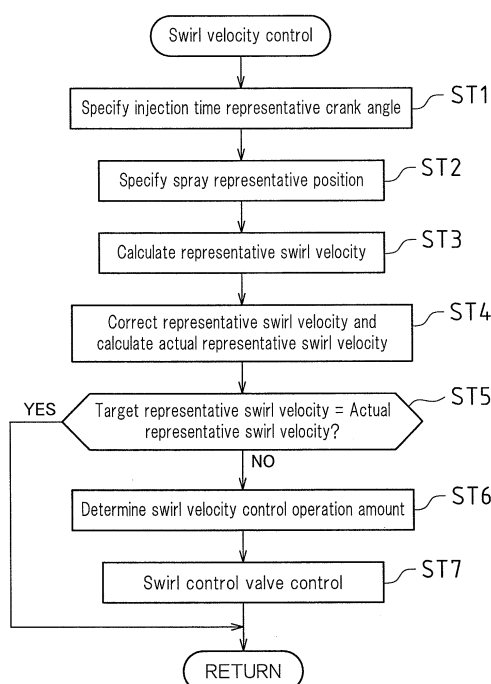 Swirl velocity control
Specify injection time representative crank angle
ST1
Specify spray representative position
ST2
Calculate representative swirl velocity
ST3
Correct representative swirl velocity and
calculate actual representative swirl velocity
ST4
Target representative swirl velocity = Actual
representative swirl velocity?
ST5
YES
NO
Determine swirl velocity control operation amount
ST6
Swirl control valve control
ST7
RETURN